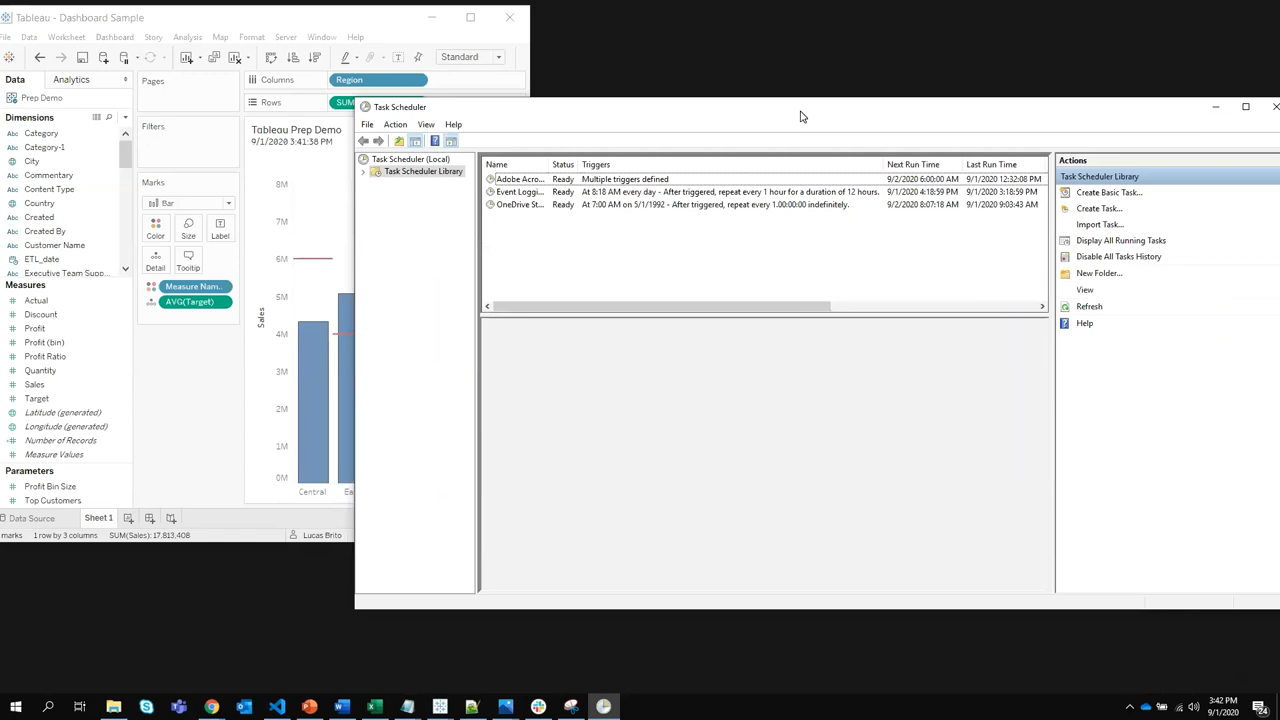 Tableau - Dashboard Sample
File Data Worksheet Dashboard Story Analysis Map Format Server Window Help
Standard
Data Analytics
Prep Demo
Dimensions
Abc Category
Abc Category-1
City
Abc Commentary
Abc Content Type
Country
Abc Created
Abc Created By
Abc Customer Name
ETL_date
Abc Executive Team Supp...
Measures
# Actual
# Discount
# Profit
# Profit (bin)
# Profit Ratio
# Quantity
# Sales
# Target
Latitude (generated)
Longitude (generated)
Number of Records
# Measure Values
Parameters
# Profit Bin Size
# Top Customers
Data Source
Sheet 1
marks 1 row by 3 columns SUM(Sales): 17,813,408
Lucas Brito
Pages
Filters
Marks
Bar
Color Size Label
Detail Tooltip
Measure Nam..
AVG(Target)
Columns Region
Rows SUM
Tableau Prep Demo
9/1/2020 3:41:38 PM
8M
7M
6M
5M
4M
3M
2M
1M
0M
Sales
Central Ea
Task Scheduler
File Action View Help
Task Scheduler (Local)
Task Scheduler Library
Name Status Triggers Next Run Time Last Run Time
Adobe Acro... Ready Multiple triggers defined 9/2/2020 6:00:00 AM 9/1/2020 12:32:08 PM
Event Loggi... Ready At 8:18 AM every day - After triggered, repeat every 1 hour for a duration of 12 hours. 9/1/2020 4:18:59 PM 9/1/2020 3:18:59 PM
OneDrive St... Ready At 7:00 AM on 5/1/1992 - After triggered, repeat every 1.00:00:00 indefinitely. 9/2/2020 8:07:18 AM 9/1/2020 9:03:43 AM
Actions
Task Scheduler Library
Create Basic Task...
Create Task...
Import Task...
Display All Running Tasks
Disable All Tasks History
New Folder...
View
Refresh
Help
3:42 PM
9/1/2020
24